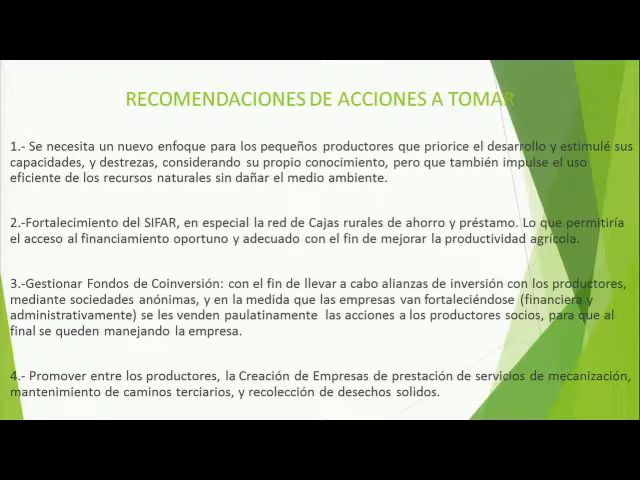 RECOMENDACIONES DE ACCIONES A TOMAR
1.- Se necesita un nuevo enfoque para los pequeños productores que priorice el desarrollo y estimulé sus
capacidades, y destrezas, considerando su propio conocimiento, pero que también impulse el uso
eficiente de los recursos naturales sin dañar el medio ambiente.
2.-Fortalecimiento del SIFAR, en especial la red de Cajas rurales de ahorro y préstamo. Lo que permitiría
el acceso al financiamiento oportuno y adecuado con el fin de mejorar la productividad agrícola.
3.-Gestionar Fondos de Coinversión: con el fin de llevar a cabo alianzas de inversión con los productores,
mediante sociedades anónimas, y en la medida que las empresas van fortaleciéndose (financiera y
administrativamente) se les venden paulatinamente las acciones a los productores socios, para que al
final se queden manejando la empresa.
4.- Promover entre los productores, la Creación de Empresas de prestación de servicios de mecanización,
mantenimiento de caminos terciarios, y recolección de desechos solidos.